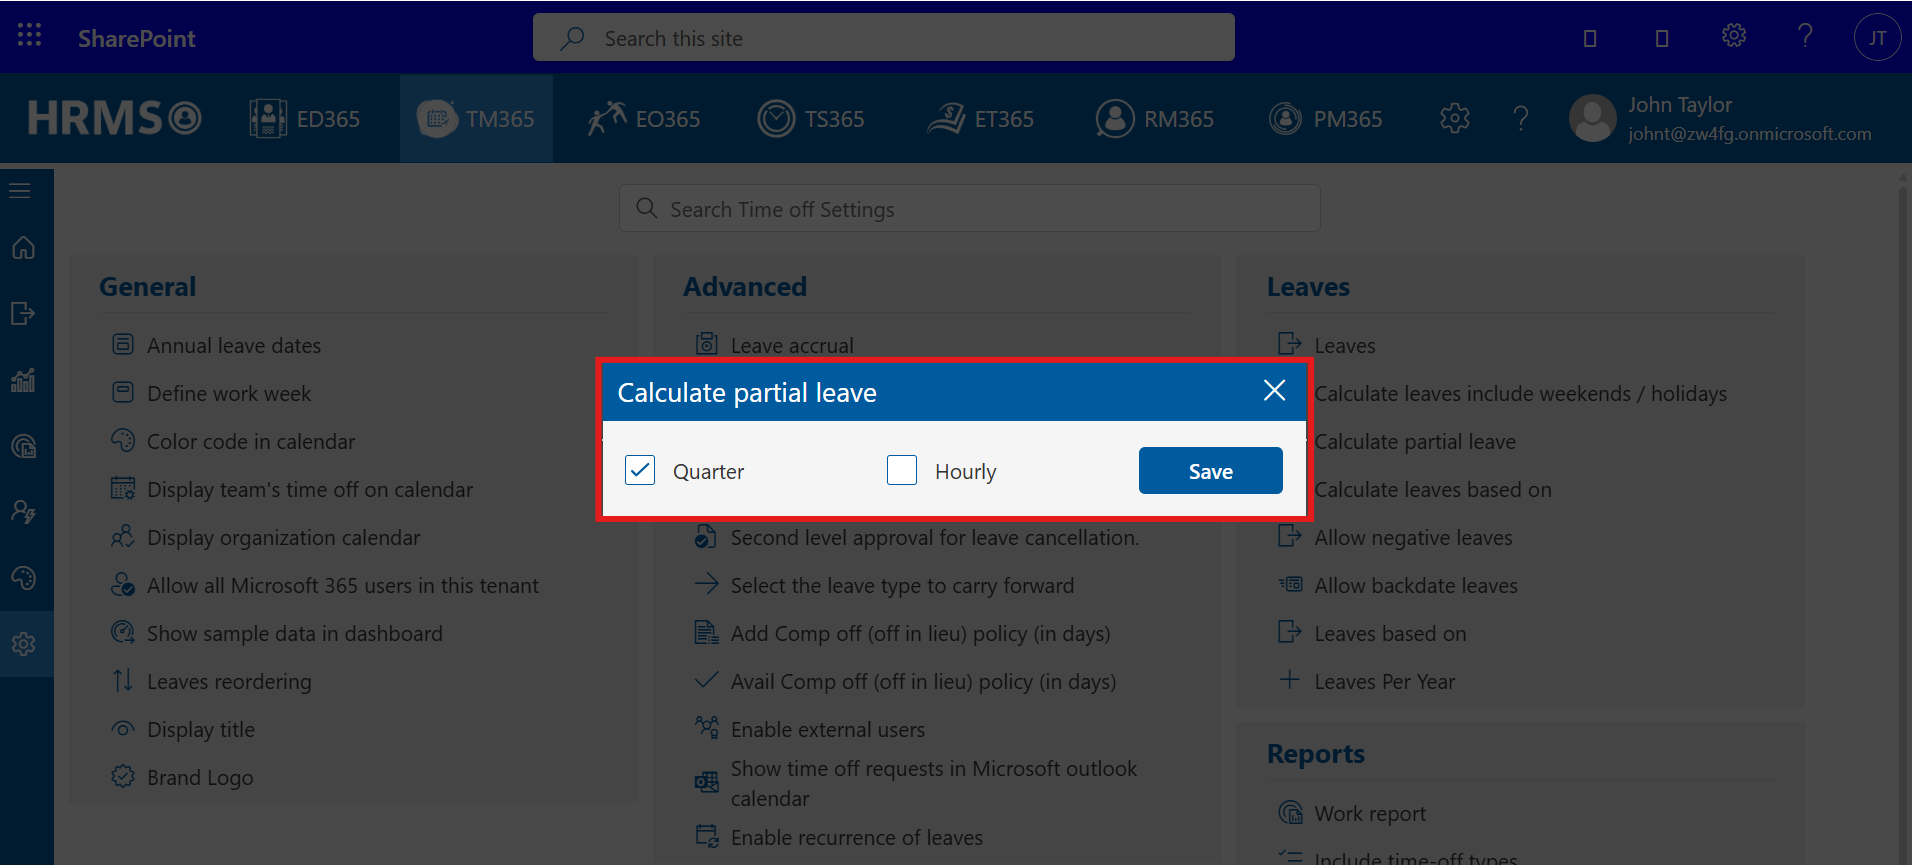 SharePoint
Search this site
JT
HRMS
ED365
TM365
EO365
TS365
ET365
RM365
PM365
John Taylor
johnt@zw4fg.onmicrosoft.com
Search Time off Settings
General
Annual leave dates
Define work week
Color code in calendar
Display team's time off on calendar
Display organization calendar
Allow all Microsoft 365 users in this tenant
Show sample data in dashboard
Leaves reordering
Display title
Brand Logo
Advanced
Leave accrual
Calculate partial leave
Quarter
Hourly
Save
Second level approval for leave cancellation.
Select the leave type to carry forward
Add Comp off (off in lieu) policy (in days)
Avail Comp off (off in lieu) policy (in days)
Enable external users
Show time off requests in Microsoft outlook
calendar
Enable recurrence of leaves
Leaves
Leaves
Calculate leaves include weekends / holidays
Calculate partial leave
Calculate leaves based on
Allow negative leaves
Allow backdate leaves
Leaves based on
Leaves Per Year
Reports
Work report
Include time-off types